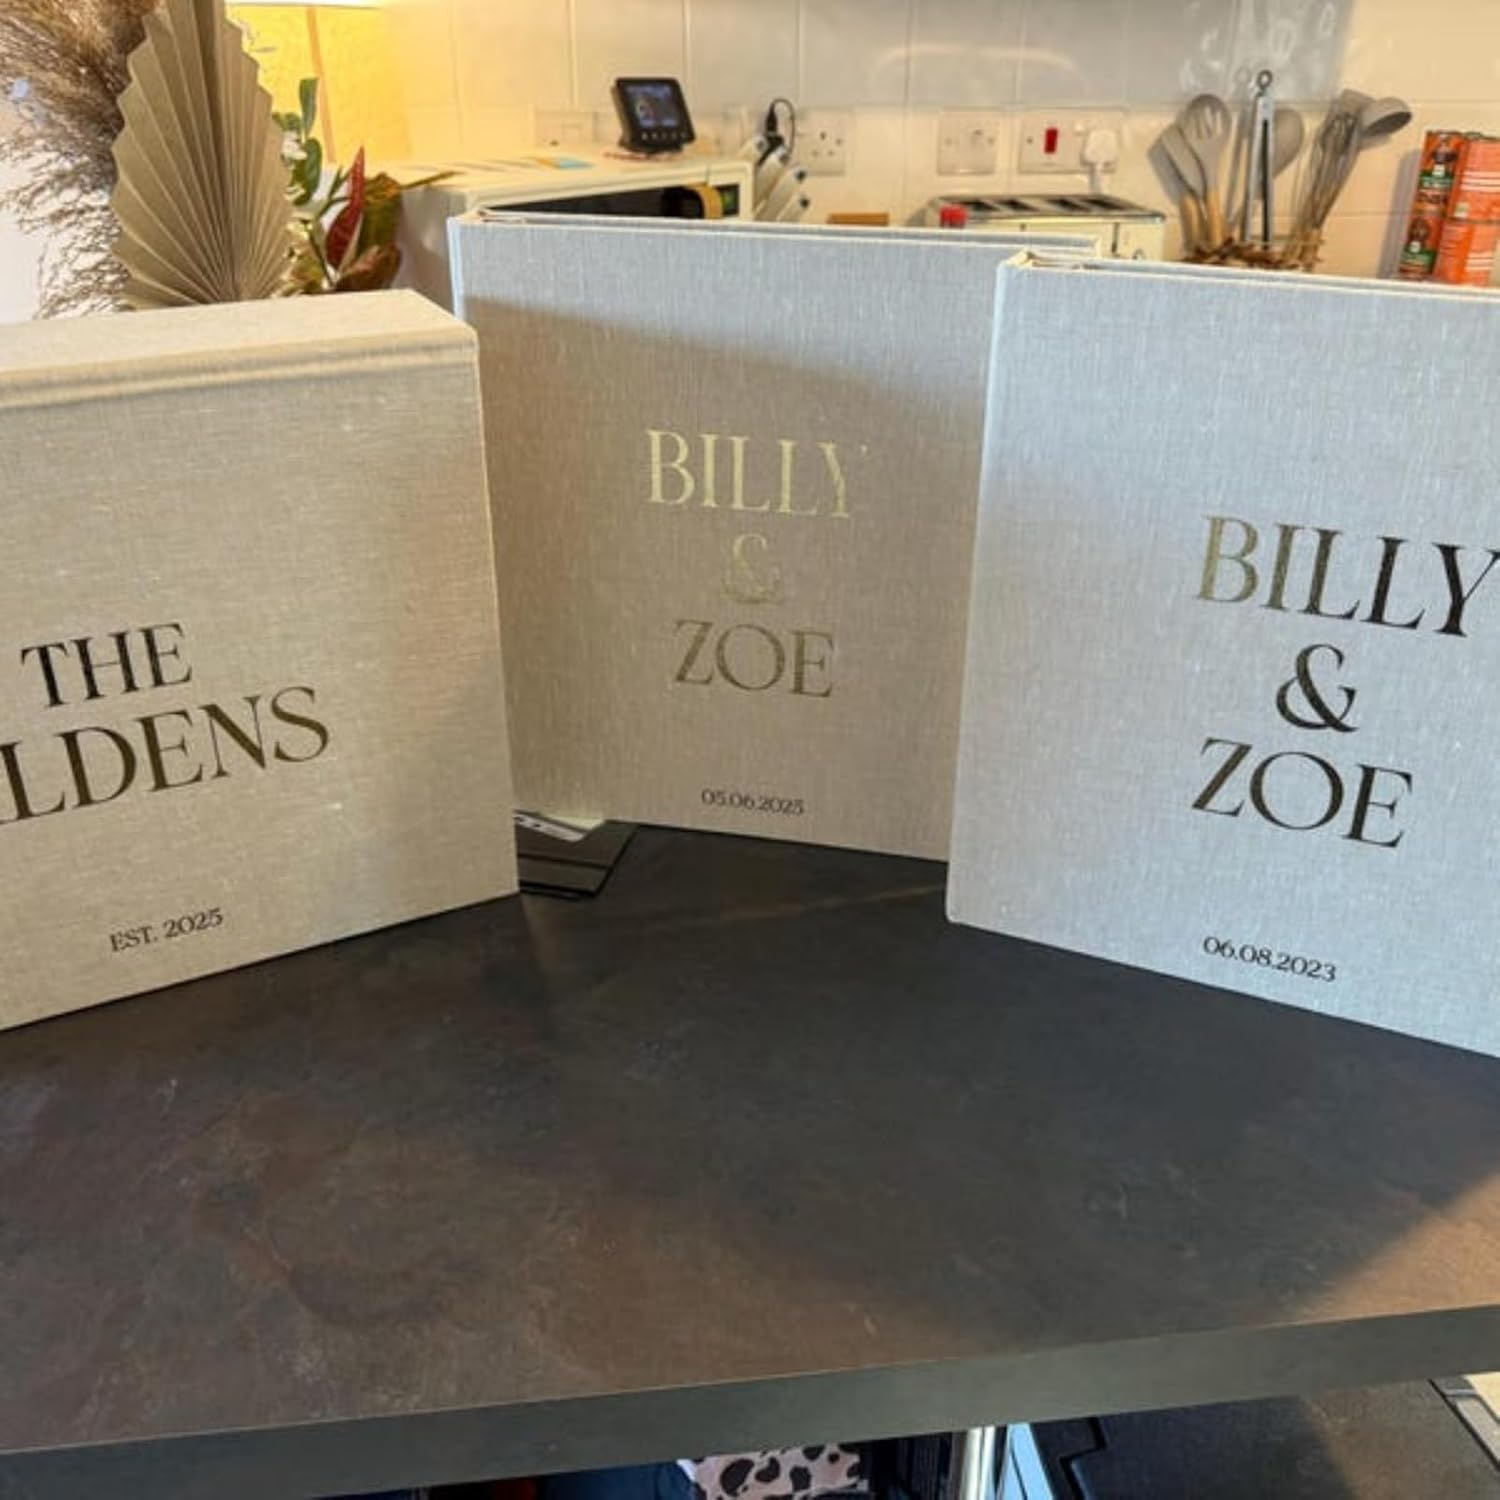 THE
LDENS
EST. 2025
BILLY
&
ZOE
05.06.2025
BILLY
&
ZOE
06.08.2023